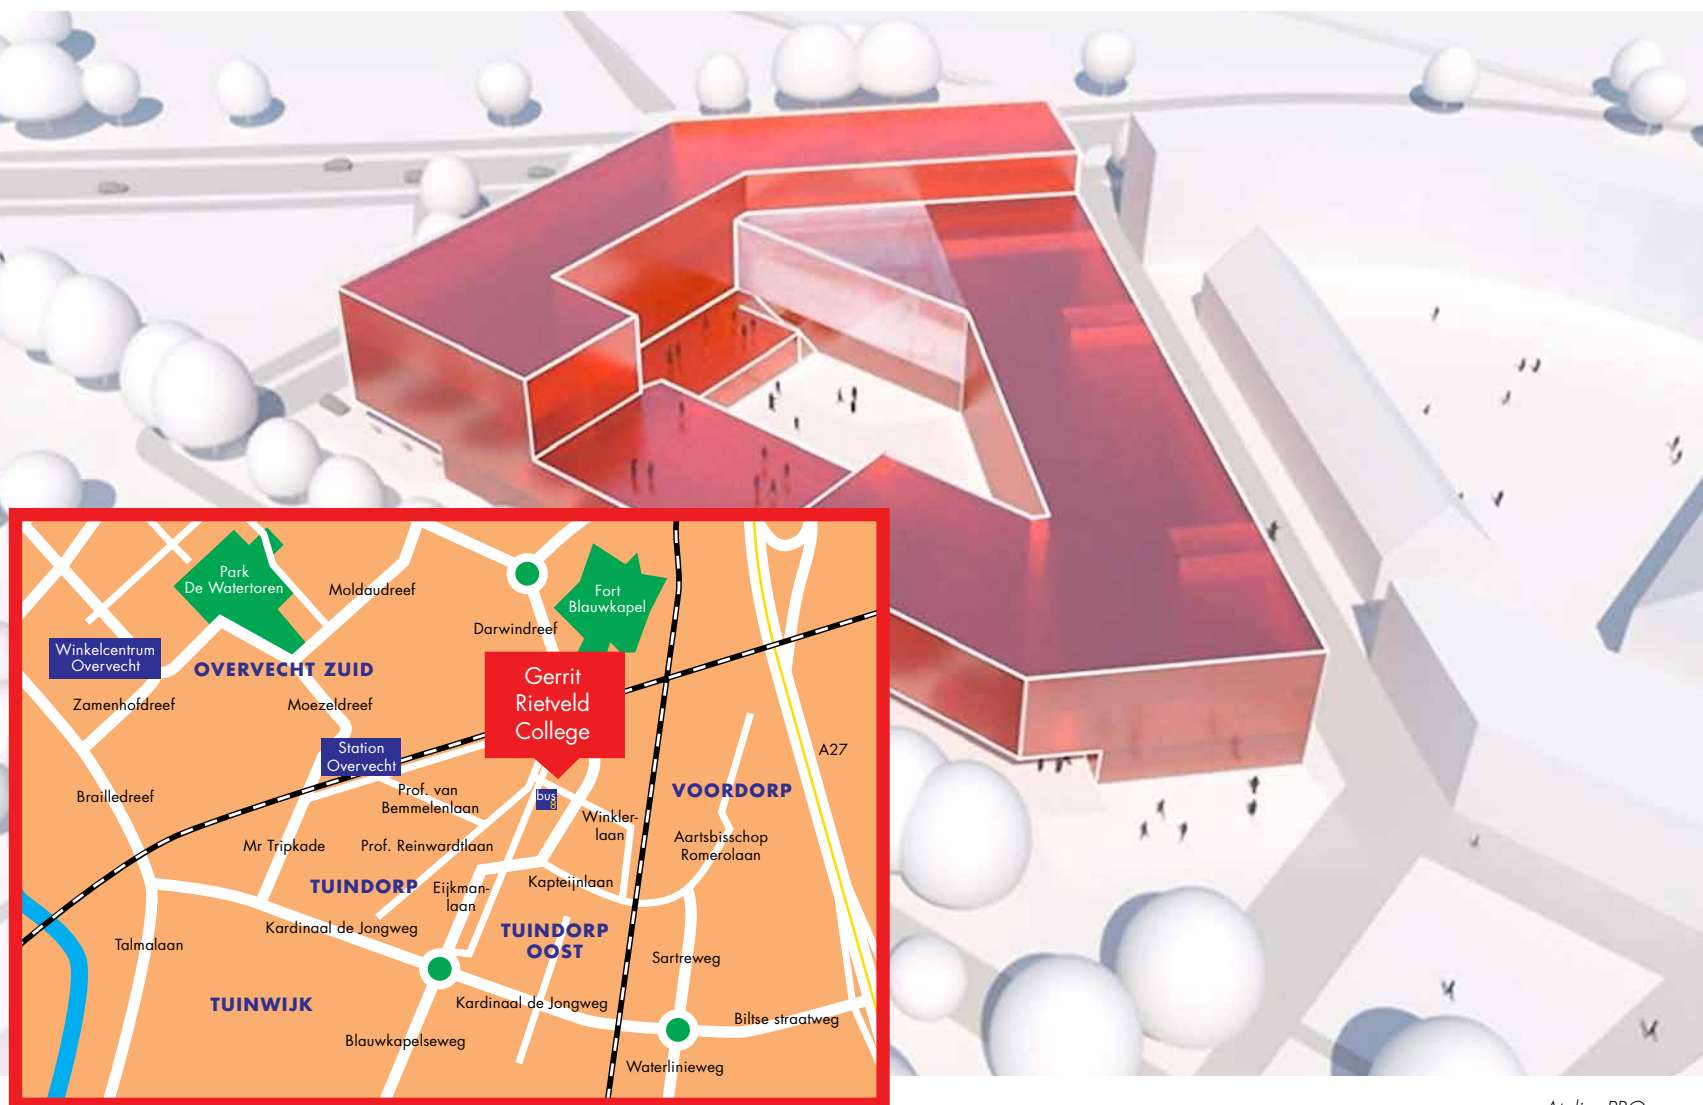 Park
De Watertoren
Moldaudreef
Fort
Blauwkapel
Darwindreef
Winkelcentrum
Overvecht
OVERVECHT ZUID
Gerrit
Rietveld
College
Zamenhofdreef
Moezeldreef
Station
Overvecht
A27
Brailledreef
Prof. van
Bemmelenlaan
bus
8
VOORDORP
Winkler-
laan
Mr Tripkade
Prof. Reinwardtlaan
Aartsbisschop
Romerolaan
TUINDORP
Eijkman-
laan
Kapteijnlaan
Kardinaal de Jongweg
TUINDORP
OOST
Talmalaan
Sartreweg
TUINWIJK
Kardinaal de Jongweg
Biltse straatweg
Blauwkapelseweg
Waterlinieweg